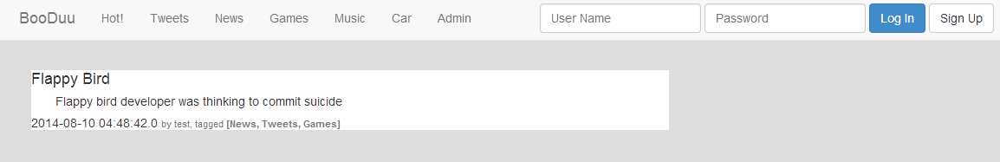 BooDuu Hot! Tweets News Games Music Car Admin User Name Password Log In Sign Up
Flappy Bird
Flappy bird developer was thinking to commit suicide
2014-08-10 04:48:42.0 by test, tagged [News, Tweets, Games]